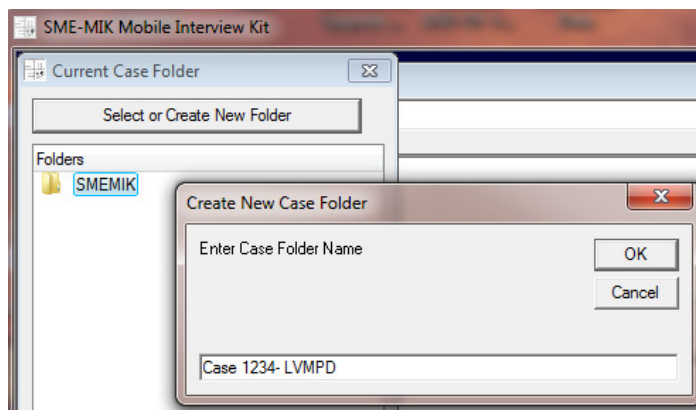 SME-MIK Mobile Interview Kit
Current Case Folder
Select or Create New Folder
Folders
SMEMIK
Create New Case Folder
Enter Case Folder Name
OK
Cancel
Case 1234- LVMPD